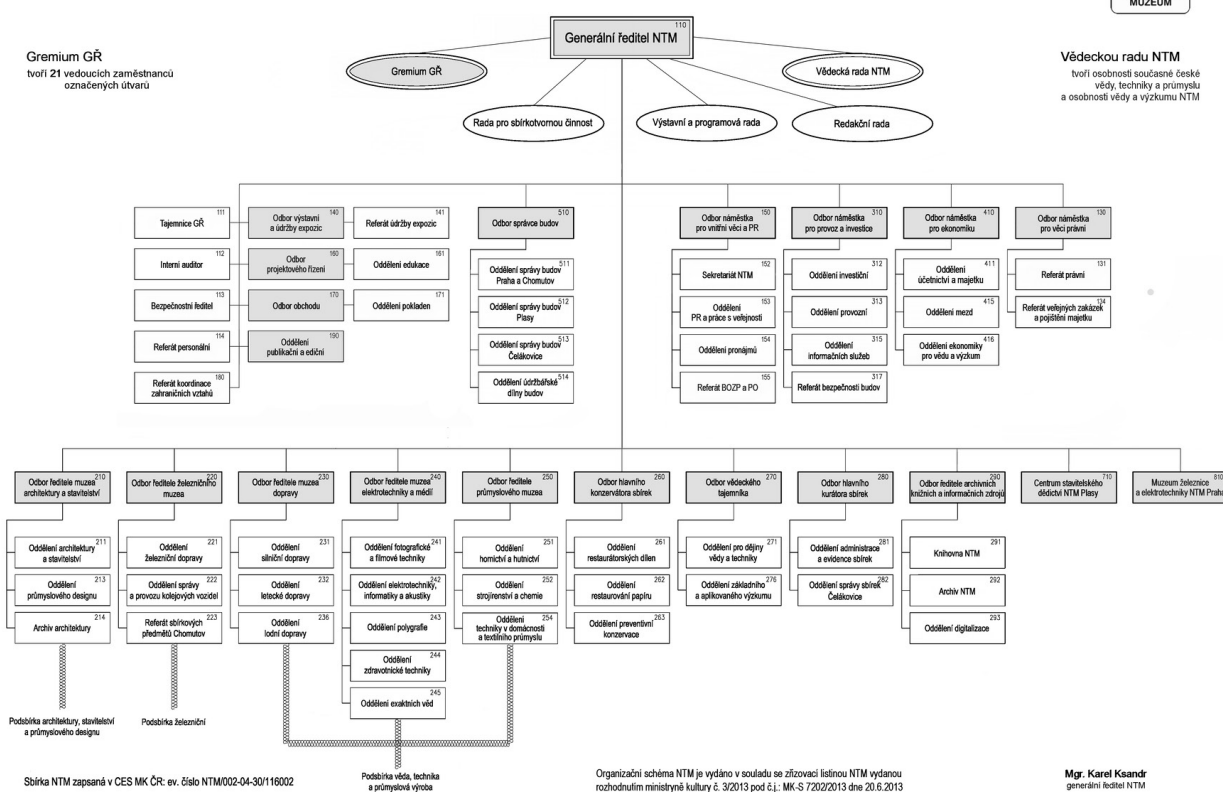 MUZEUM
110
Generální ředitel NTM
Gremium GŘ
tvoří 21 vedoucích zaměstnanců
označených útvarů
Gremium GŘ
Vědecká rada NTM
Vědeckou radu NTM
tvoří osobnosti současné české
vědy, techniky a průmyslu
a osobnosti vědy a výzkumu NTM
Rada pro sbírkotvornou činnost
Výstavní a programová rada
Redakční rada
111
Tajemnice GŘ
112
Interní auditor
113
Bezpečnostní ředitel
114
Referát personální
180
Referát koordinace
zahraničních vztahů
140
Odbor výstavní
a údržby expozic
160
Odbor
projektového řízení
170
Odbor obchodu
190
Oddělení
publikační a ediční
141
Referát údržby expozic
161
Oddělení edukace
171
Oddělení pokladen
510
Odbor správce budov
511
Oddělení správy budov
Praha a Chomutov
512
Oddělení správy budov
Plasy
513
Oddělení správy budov
Čelákovice
514
Oddělení údržbářské
dílny budov
150
Odbor náměstka
pro vnitřní věci a PR
152
Sekretariát NTM
153
Oddělení
PR a práce s veřejností
154
Oddělení pronájmů
155
Referát BOZP a PO
310
Odbor náměstka
pro provoz a investice
312
Oddělení investiční
313
Oddělení provozní
315
Oddělení
informačních služeb
317
Referát bezpečnosti budov
410
Odbor náměstka
pro ekonomiku
411
Oddělení
účetnictví a majetku
415
Oddělení mezd
416
Oddělení ekonomiky
pro vědu a výzkum
130
Odbor náměstka
pro věci právní
131
Referát právní
134
Referát veřejných zakázek
a pojištění majetku
210
Odbor ředitele muzea
architektury a stavitelství
211
Oddělení architektury
a stavitelství
213
Oddělení
průmyslového designu
214
Archiv architektury
Podsbírka architektury, stavitelství
a průmyslového designu
220
Odbor ředitele železničního
muzea
221
Oddělení
železniční dopravy
222
Oddělení správy
a provozu kolejových vozidel
223
Referát sbírkových
předmětů Chomutov
Podsbírka železniční
230
Odbor ředitele muzea
dopravy
231
Oddělení
silniční dopravy
232
Oddělení
letecké dopravy
236
Oddělení
lodní dopravy
240
Odbor ředitele muzea
elektrotechniky a médií
241
Oddělení fotografické
a filmové techniky
242
Oddělení elektrotechniky,
informatiky a akustiky
243
Oddělení polygrafie
244
Oddělení
zdravotnické techniky
245
Oddělení exaktních věd
Podsbírka věda, technika
a průmyslová výroba
250
Odbor ředitele
průmyslového muzea
251
Oddělení
hornictví a hutnictví
252
Oddělení
strojírenství a chemie
254
Oddělení
techniky v domácnosti
a textilního průmyslu
260
Odbor hlavního
konzervátora sbírek
261
Oddělení
restaurátorských dílen
262
Oddělení
restaurování papíru
263
Oddělení preventivní
konzervace
270
Odbor vědeckého
tajemníka
271
Oddělení pro dějiny
vědy a techniky
276
Oddělení základního
a aplikovaného výzkumu
280
Odbor hlavního
kurátora sbírek
281
Oddělení administrace
a evidence sbírek
282
Oddělení správy sbírek
Čelákovice
290
Odbor ředitele archivních
knižních a informačních zdrojů
291
Knihovna NTM
292
Archiv NTM
293
Oddělení digitalizace
710
Centrum stavitelského
dědictví NTM Plasy
810
Muzeum železnice
a elektrotechniky NTM Praha
Sbírka NTM zapsaná v CES MK ČR: ev. číslo NTM/002-04-30/116002
Organizační schéma NTM je vydáno v souladu se zřizovací listinou NTM vydanou
rozhodnutím ministryně kultury č. 3/2013 pod č.j.: MK-S 7202/2013 dne 20.6.2013
Mgr. Karel Ksandr
generální ředitel NTM